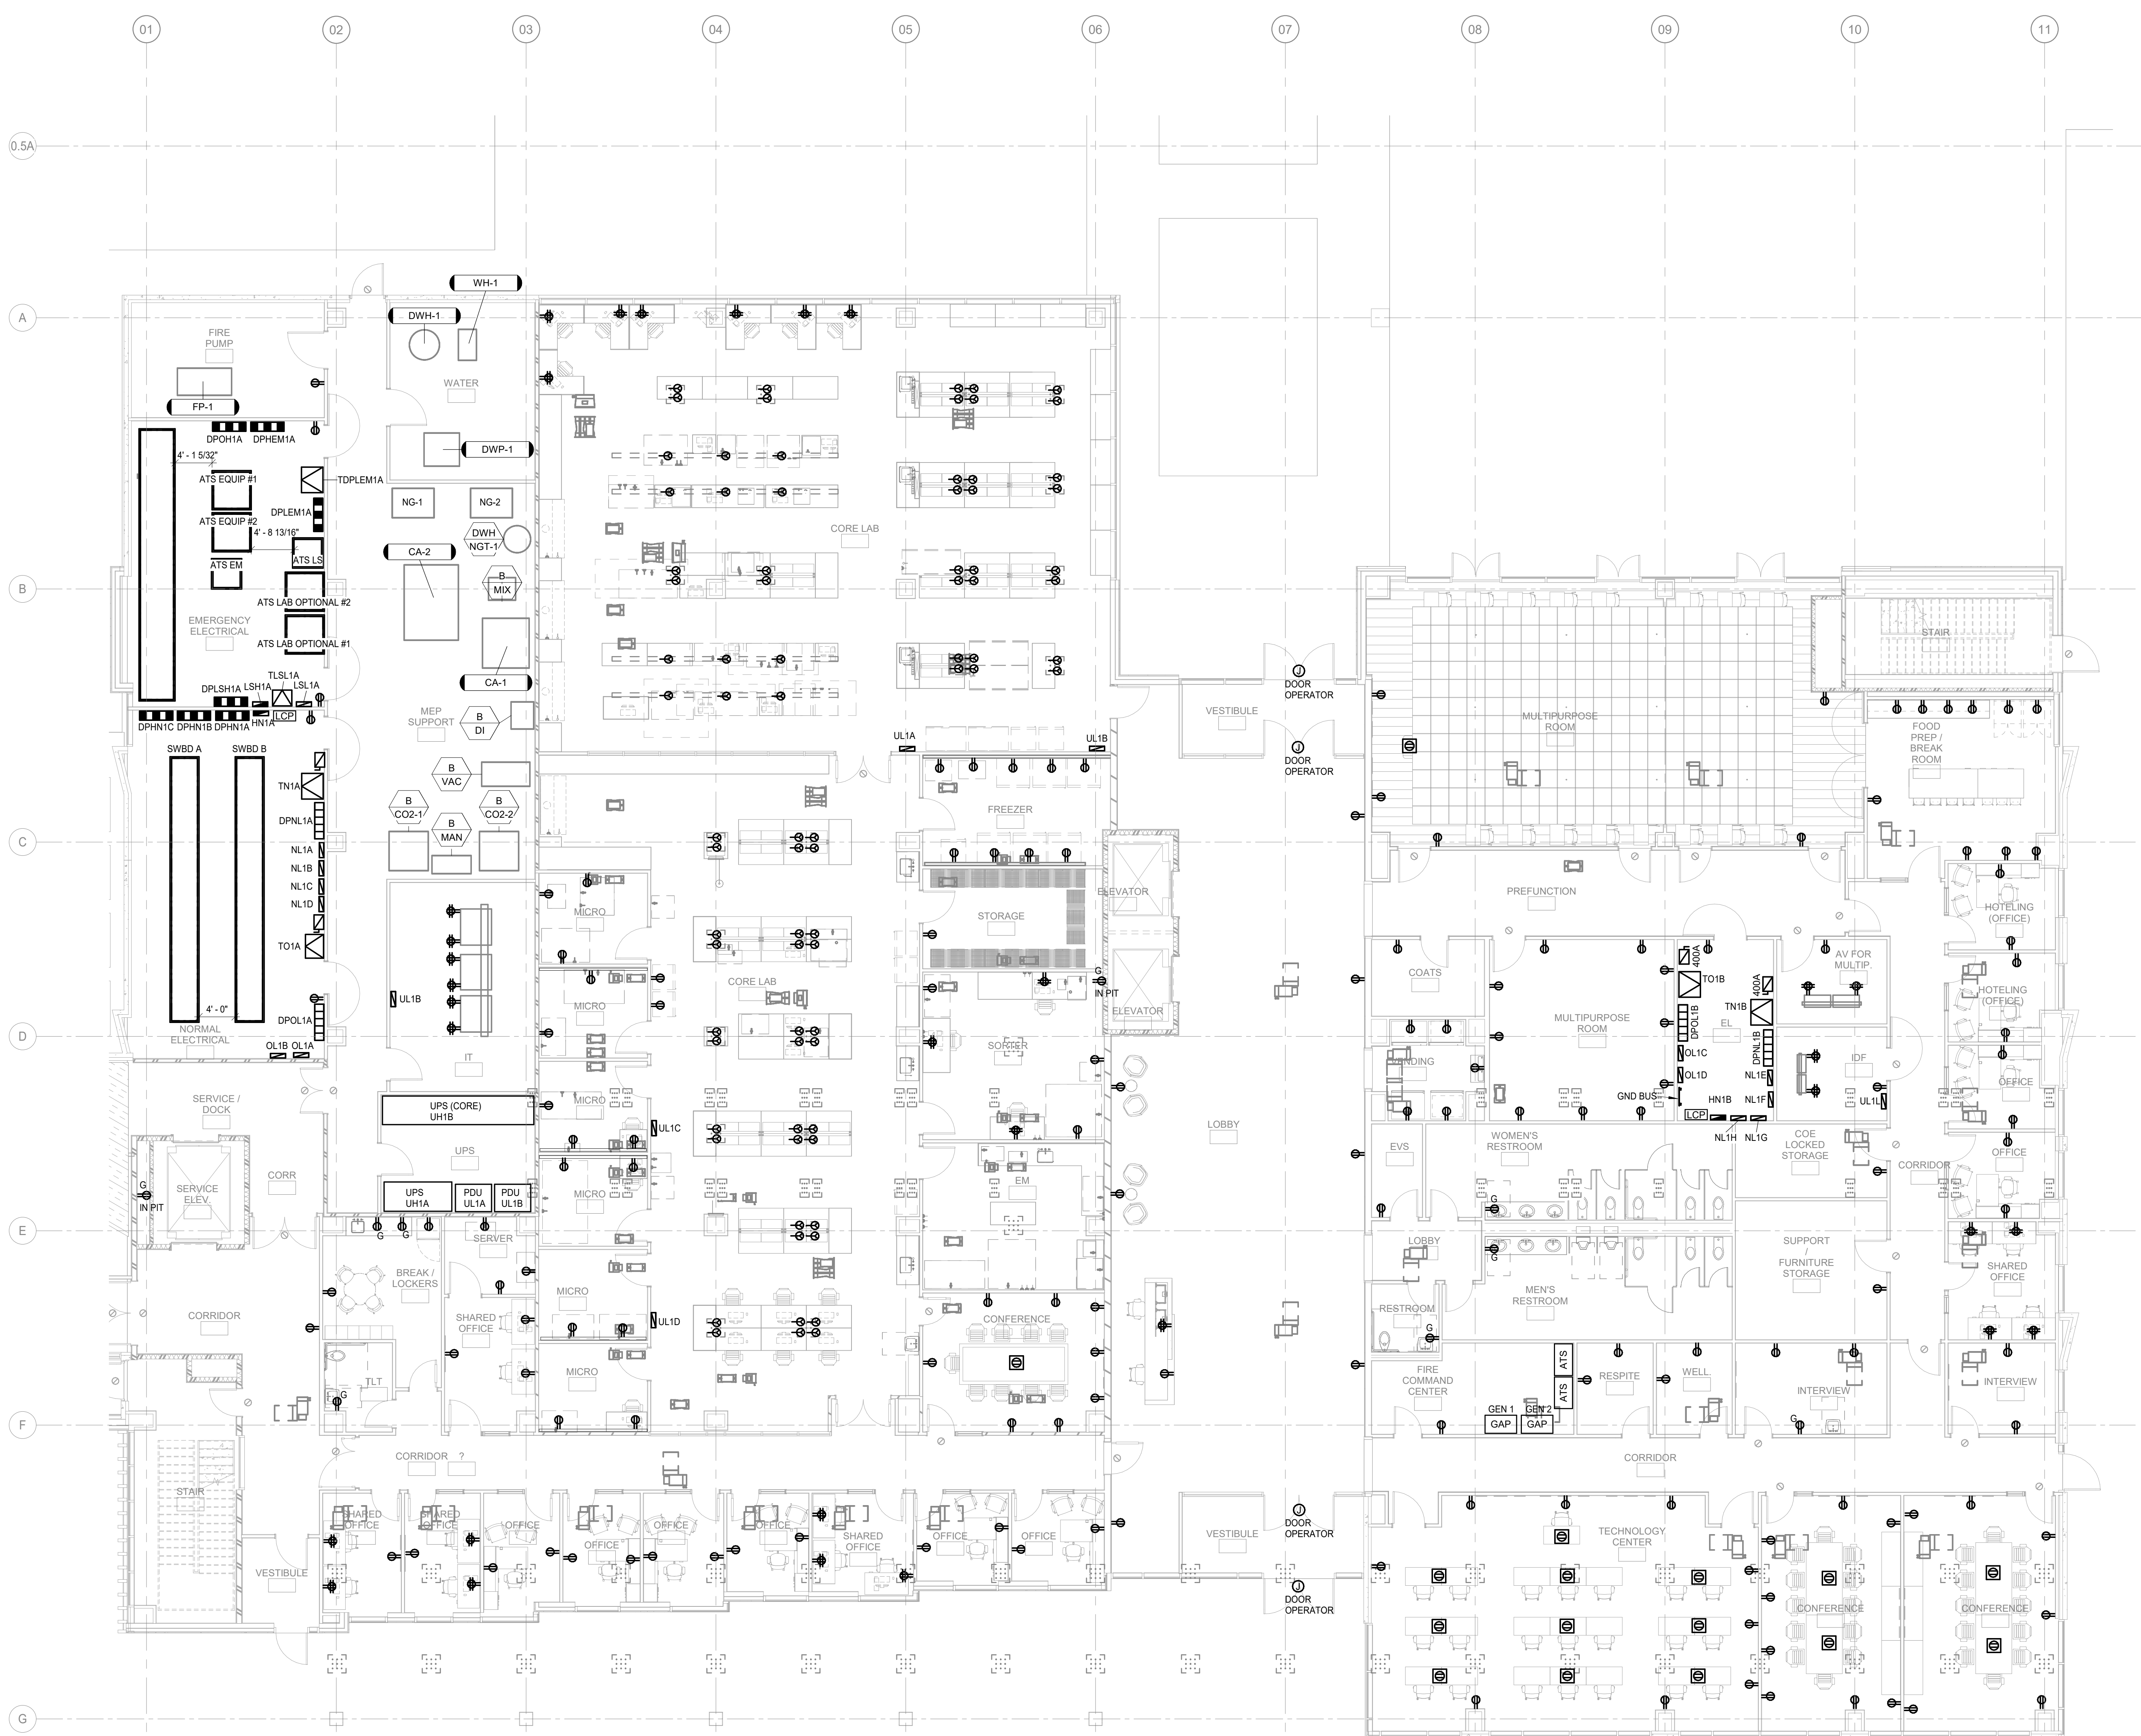 01
02
03
04
05
06
07
08
09
10
11
0.5A
A
B
C
D
E
F
G
WH-1
DWH-1
FIRE
PUMP
WATER
FP-1
DPOH1A
DPHEM1A
4' - 1 5/32"
DWP-1
ATS EQUIP #1
TDPLEM1A
NG-1
NG-2
DPLEM1A
ATS EQUIP #2
4' - 8 13/16"
DWH
NGT-1
CORE LAB
CA-2
ATS LS
ATS EM
B
MIX
ATS LAB OPTIONAL #2
EMERGENCY
ELECTRICAL
ATS LAB OPTIONAL #1
STAIR
CA-1
TLSL1A
DPLSH1A
LSH1A
LSL1A
J
DOOR
OPERATOR
MEP
SUPPORT
B
DI
VESTIBULE
DPHN1C
DPHN1B
DPHN1A
HN1A
LCP
MULTIPURPOSE
ROOM
FOOD
PREP /
BREAK
ROOM
UL1A
UL1B
J
DOOR
OPERATOR
SWBD A
SWBD B
B
VAC
TN1A
B
CO2-1
B
CO2-2
FREEZER
DPNL1A
B
MAN
NL1A
NL1B
NL1C
NL1D
PREFUNCTION
ELEVATOR
MICRO
STORAGE
HOTELING
(OFFICE)
TO1A
400A
AV FOR
MULTIP.
COATS
G
IN PIT
CORE LAB
TO1B
400A
HOTELING
(OFFICE)
UL1B
4' - 0"
MICRO
ELEVATOR
TN1B
DPOL1A
NORMAL
ELECTRICAL
MULTIPURPOSE
ROOM
DPOL1B
EL
DPNL1B
OL1B
OL1A
IT
SORTER
VENDING
OL1C
IDF
OL1D
NL1E
OFFICE
SERVICE /
DOCK
UPS (CORE)
UH1B
MICRO
GND BUS
HN1B
NL1F
UL1L
LCP
UL1C
LOBBY
NL1H
NL1G
UPS
EVS
WOMEN'S
RESTROOM
COE
LOCKED
STORAGE
OFFICE
CORR
CORRIDOR
G
IN PIT
SERVICE
ELEV.
UPS
UH1A
PDU
UL1A
PDU
UL1B
MICRO
EM
G
G
G
SERVER
LOBBY
G
SUPPORT
/
FURNITURE
STORAGE
BREAK /
LOCKERS
SHARED
OFFICE
MICRO
MEN'S
RESTROOM
CORRIDOR
SHARED
OFFICE
UL1D
CONFERENCE
RESTROOM
G
TLT
MICRO
G
FIRE
COMMAND
CENTER
ATS
ATS
RESPITE
WELL
INTERVIEW
INTERVIEW
GEN 1
GEN 2
GAP
GAP
G
CORRIDOR
?
CORRIDOR
STAIR
SHARED
OFFICE
SHARED
OFFICE
OFFICE
OFFICE
OFFICE
OFFICE
SHARED
OFFICE
OFFICE
OFFICE
VESTIBULE
J
DOOR
OPERATOR
TECHNOLOGY
CENTER
VESTIBULE
J
DOOR
OPERATOR
CONFERENCE
CONFERENCE